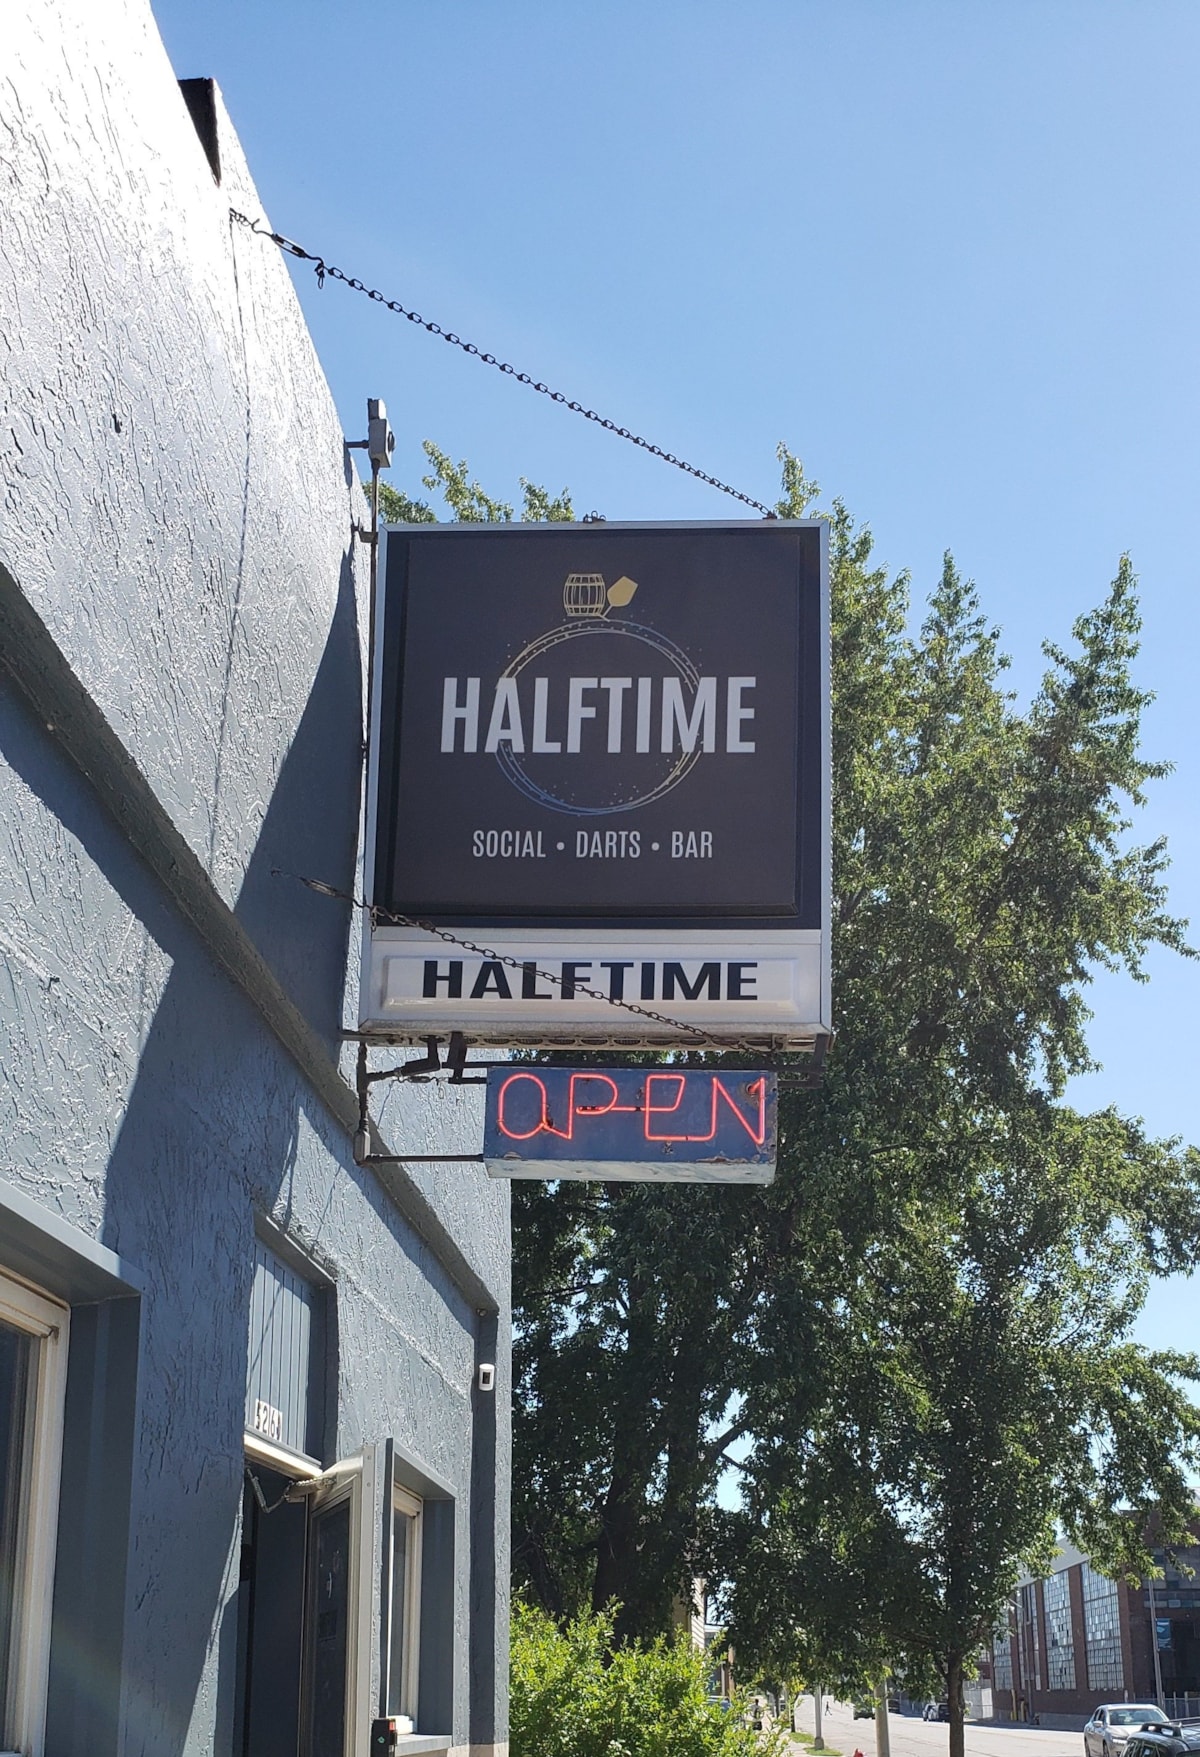 HALFTIME
SOCIAL • DARTS • BAR
HALFTIME
OPEN